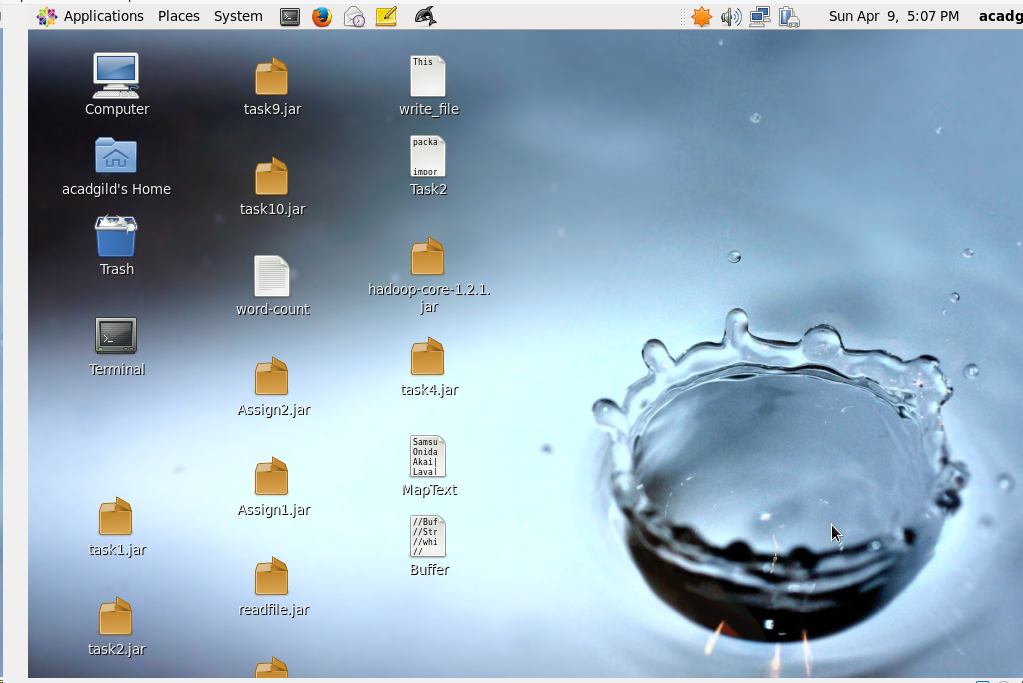 Applications Places System Sun Apr 9, 5:07 PM acadg
Computer
acadgild's Home
Trash
Terminal
task1.jar
task2.jar
task9.jar
task10.jar
word-count
Assign2.jar
Assign1.jar
readfile.jar
This
write_file
packa
impor
Task2
hadoop-core-1.2.1.
jar
task4.jar
Samsu
Onida
Akai|
Lava|
MapText
//Buf
//Str
//whi
//
Buffer